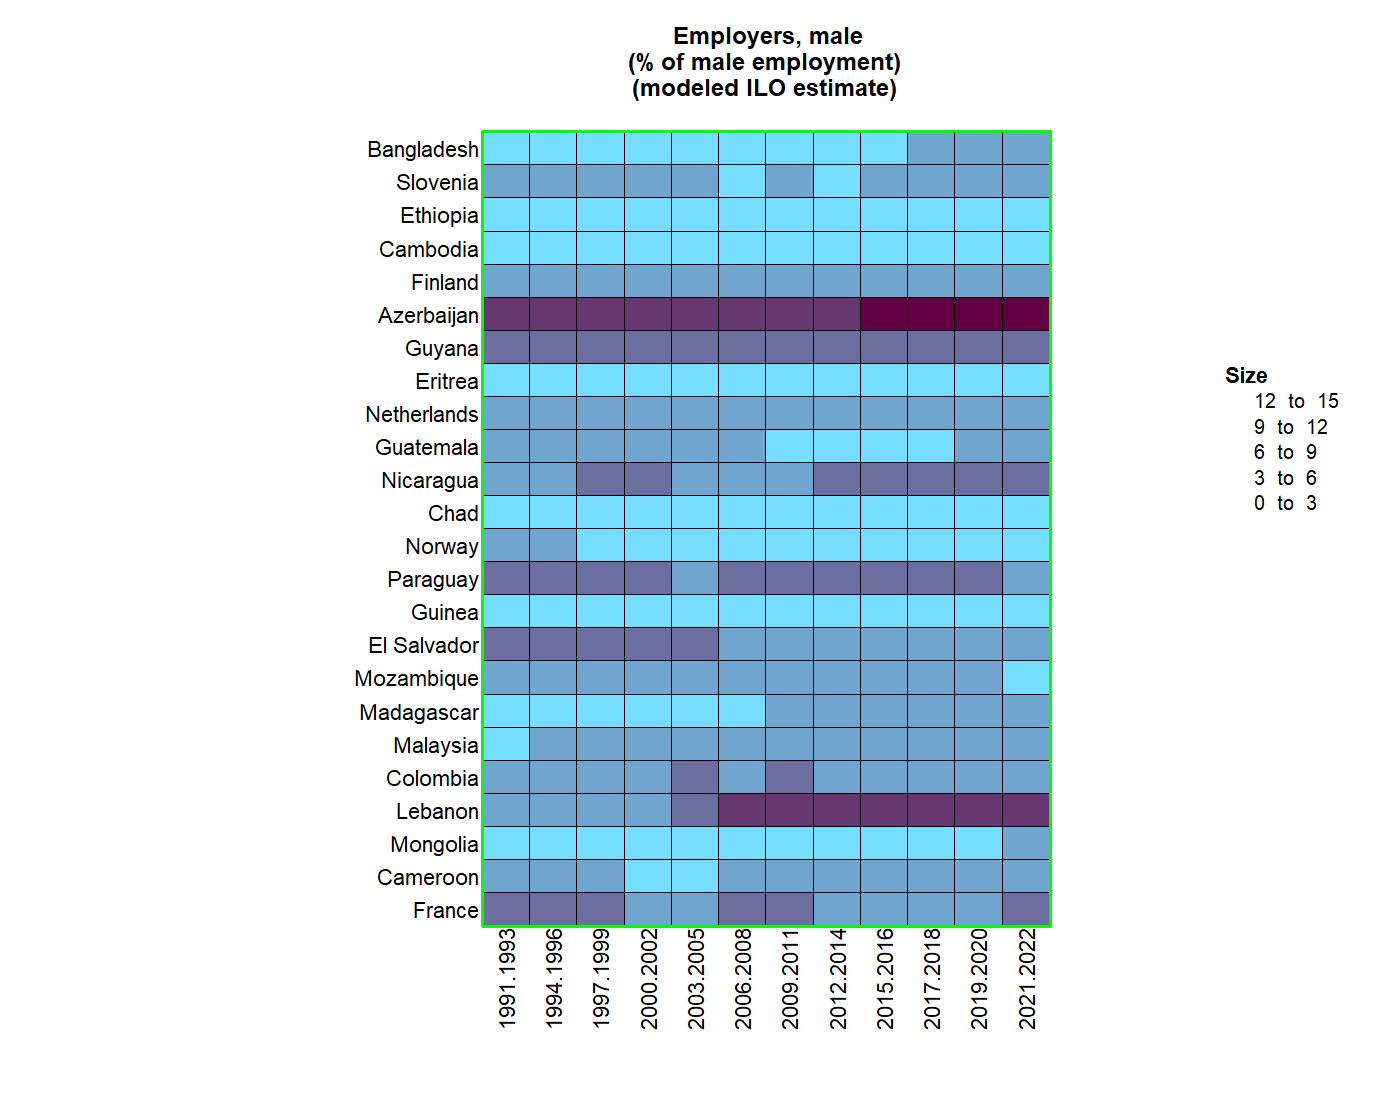 Employers, male
(% of male employment)
(modeled ILO estimate)
Bangladesh
Slovenia
Ethiopia
Cambodia
Finland
Azerbaijan
Guyana
Eritrea
Netherlands
Guatemala
Nicaragua
Chad
Norway
Paraguay
Guinea
El Salvador
Mozambique
Madagascar
Malaysia
Colombia
Lebanon
Mongolia
Cameroon
France
1991.1993
1994.1996
1997.1999
2000.2002
2003.2005
2006.2008
2009.2011
2012.2014
2015.2016
2017.2018
2019.2020
2021.2022
Size
12 to 15
9 to 12
6 to 9
3 to 6
0 to 3